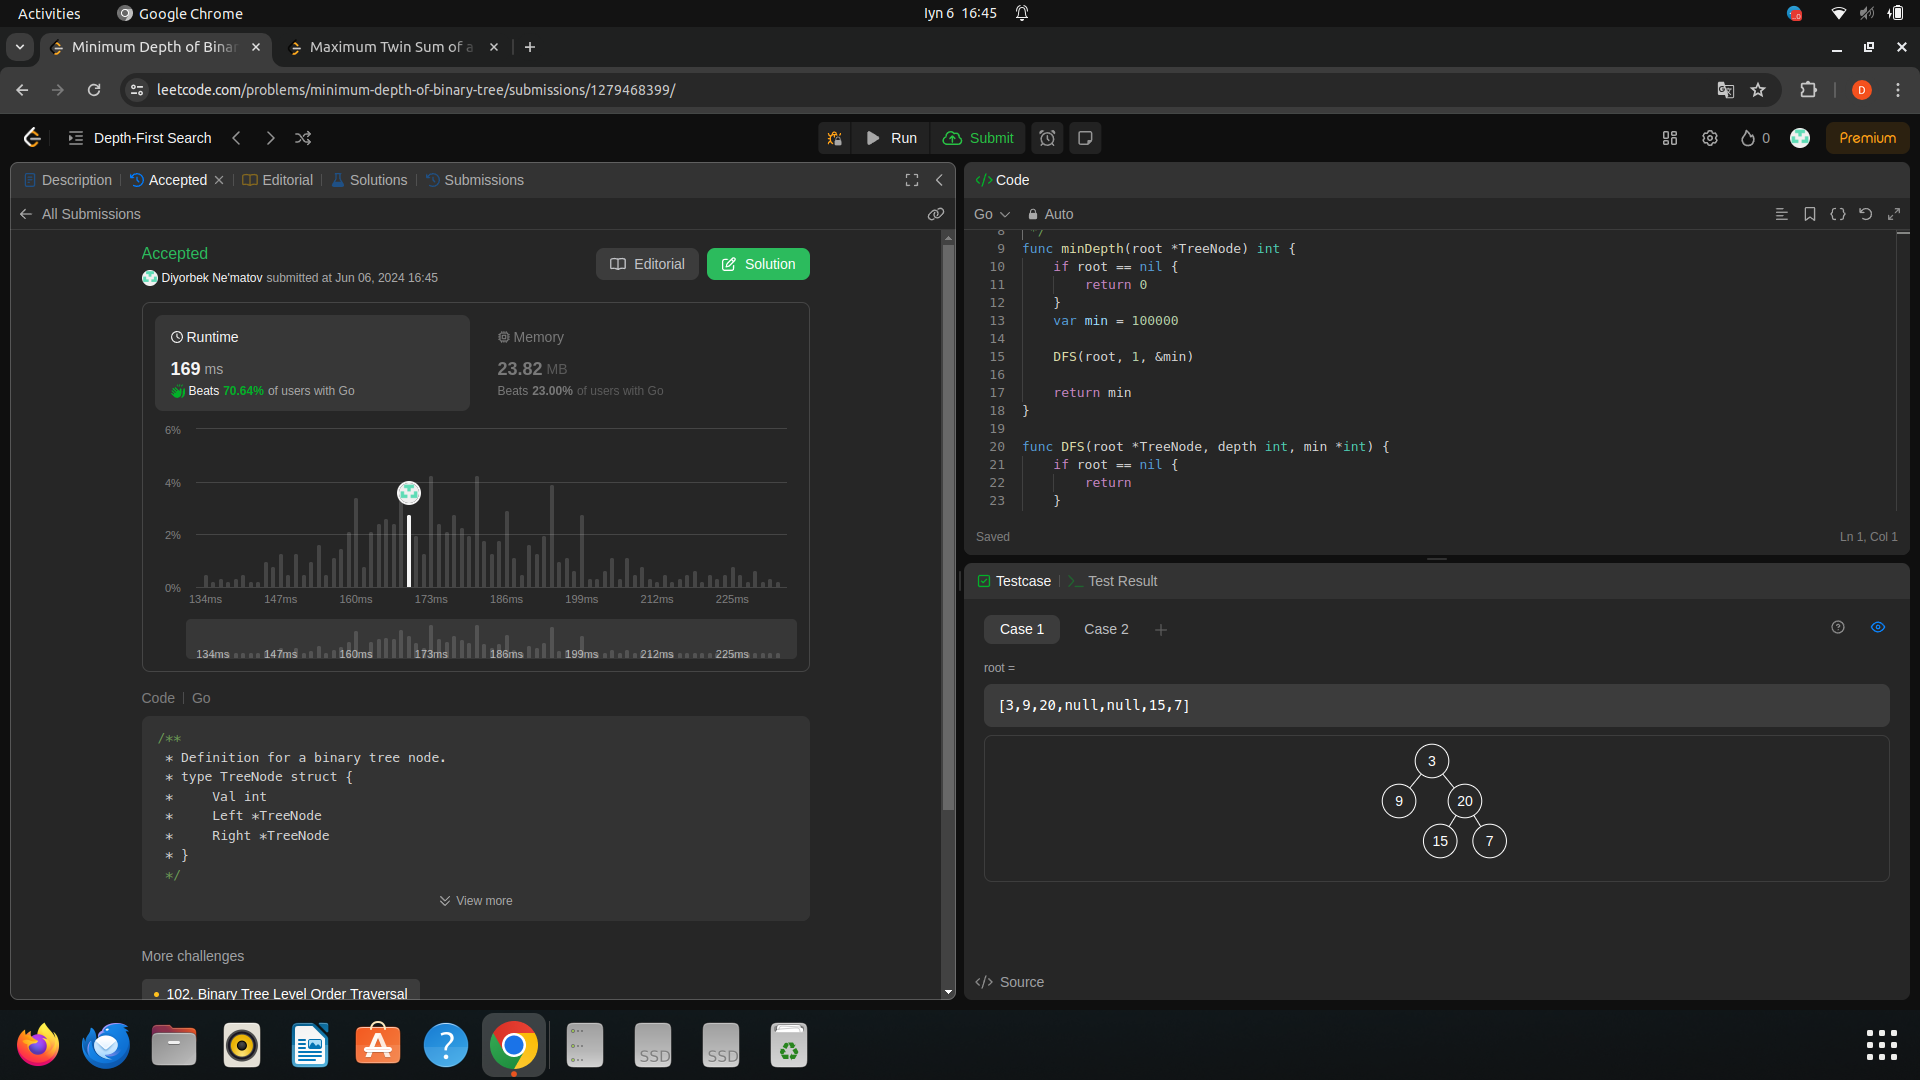 Activities
Google Chrome
Iyn 6 16:45
Minimum Depth of Binar
Maximum Twin Sum of a
leetcode.com/problems/minimum-depth-of-binary-tree/submissions/1279468399/
D
Depth-First Search
Run
Submit
0
Premium
Description
Accepted
Editorial
Solutions
Submissions
All Submissions
Accepted
Diyorbek Ne'matov submitted at Jun 06, 2024 16:45
Editorial
Solution
Runtime
169 ms
Beats 70.64% of users with Go
Memory
23.82 MB
Beats 23.00% of users with Go
6%
4%
2%
0%
134ms 147ms 160ms 173ms 186ms 199ms 212ms 225ms
134ms 147ms 160ms 173ms 186ms 199ms 212ms 225ms
Code | Go
/**
* Definition for a binary tree node.
* type TreeNode struct {
* Val int
* Left *TreeNode
* Right *TreeNode
* }
*/
View more
More challenges
102. Binary Tree Level Order Traversal
</> Code
Go
Auto
8 */
9 func minDepth(root *TreeNode) int {
10 if root == nil {
11 return 0
12 }
13 var min = 100000
14
15 DFS(root, 1, &min)
16
17 return min
18 }
19
20 func DFS(root *TreeNode, depth int, min *int) {
21 if root == nil {
22 return
23 }
Saved
Ln 1, Col 1
Testcase
Test Result
Case 1
Case 2
root =
[3,9,20,null,null,15,7]
3
9 20
15 7
</> Source
SSD
SSD